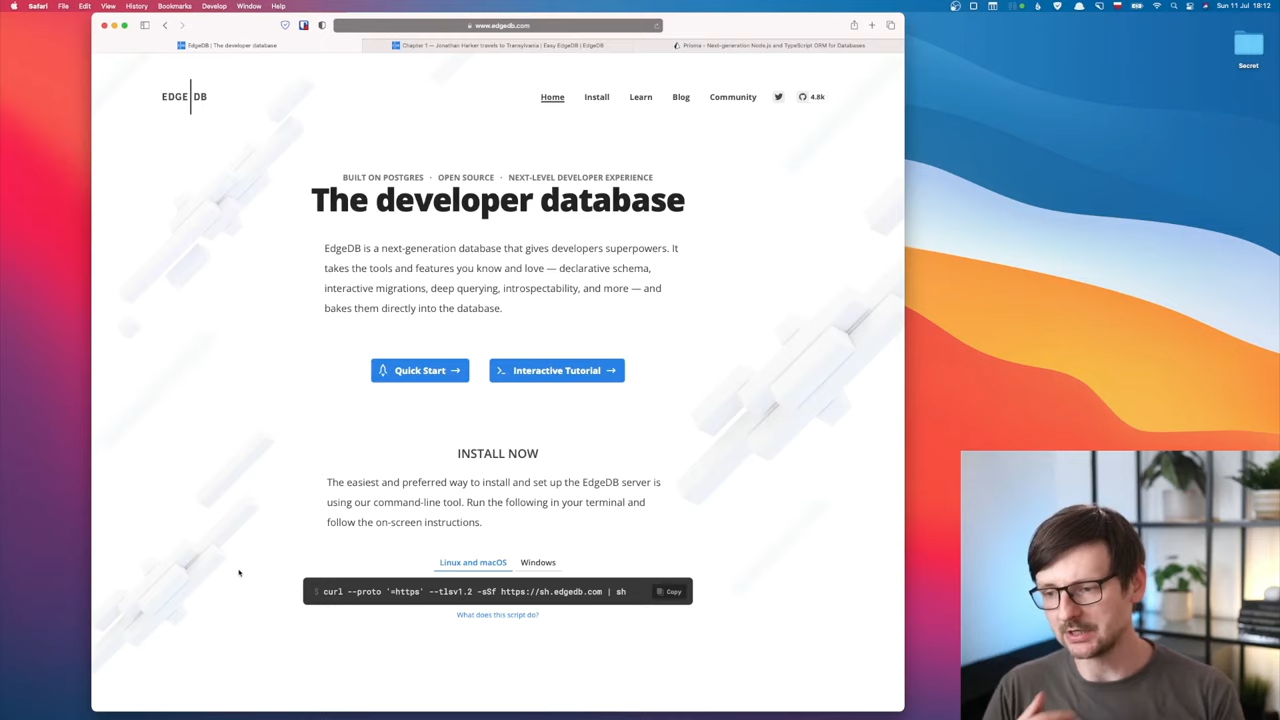 Safari File Edit View History Bookmarks Develop Window Help
Sun 11 Jul 18:12
www.edgedb.com
EdgeDB | The developer database
Chapter 1 — Jonathan Harker travels to Transylvania | Easy EdgeDB | EdgeDB
Prisma - Next-generation Node.js and TypeScript ORM for Databases
Secret
EDGE|DB
Home Install Learn Blog Community 4.8k
BUILT ON POSTGRES · OPEN SOURCE · NEXT-LEVEL DEVELOPER EXPERIENCE
The developer database
EdgeDB is a next-generation database that gives developers superpowers. It
takes the tools and features you know and love — declarative schema,
interactive migrations, deep querying, introspectability, and more — and
bakes them directly into the database.
Quick Start →
Interactive Tutorial →
INSTALL NOW
The easiest and preferred way to install and set up the EdgeDB server is
using our command-line tool. Run the following in your terminal and
follow the on-screen instructions.
Linux and macOS Windows
$ curl --proto '=https' --tlsv1.2 -sSf https://sh.edgedb.com | sh
Copy
What does this script do?